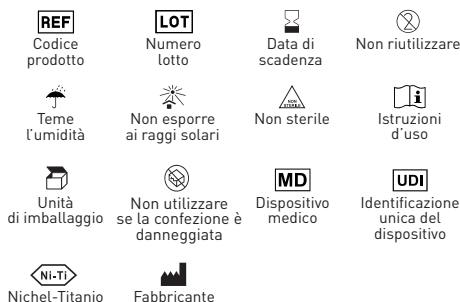 REF
LOT
Codice
prodotto
Numero
lotto
Data di
scadenza
Non riutilizzare
2
Teme
l'umidità
Non esporre
ai raggi solari
NON
STERILE
Non sterile
i
Istruzioni
d'uso
Unità
di imballaggio
Non utilizzare
se la confezione è
danneggiata
MD
Dispositivo
medico
UDI
Identificazione
unica del
dispositivo
Ni-Ti
Nichel-Titanio
Fabbricante